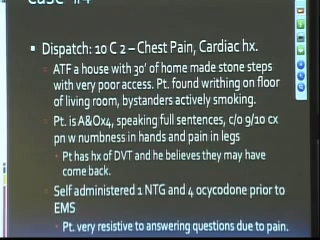 Case #4
Dispatch: 10 C 2 – Chest Pain, Cardiac hx.
ATF a house with 30' of home made stone steps
with very poor access. Pt. found writhing on floor
of living room, bystanders actively smoking.
Pt. is A&Ox4, speaking full sentences, c/o 9/10 cx
pn w numbness in hands and pain in legs
Pt has hx of DVT and he believes they may have
come back.
Self administered 1 NTG and 4 ocycodone prior to
EMS
Pt. very resistive to answering questions due to pain.